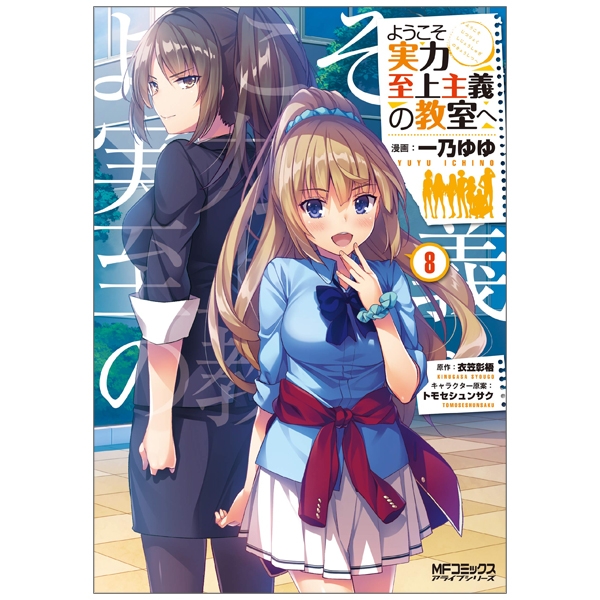 ようこそ
実力
至上主義
の教室へ
漫画：一乃ゆゆ
YUYU ICHINO
8
原作：衣笠彰梧
KINUGASA SYOUGO
キャラクター原案：
トモセシュンサク
TOMOSESHUNSAKU
MFコミックス
アライブシリーズ